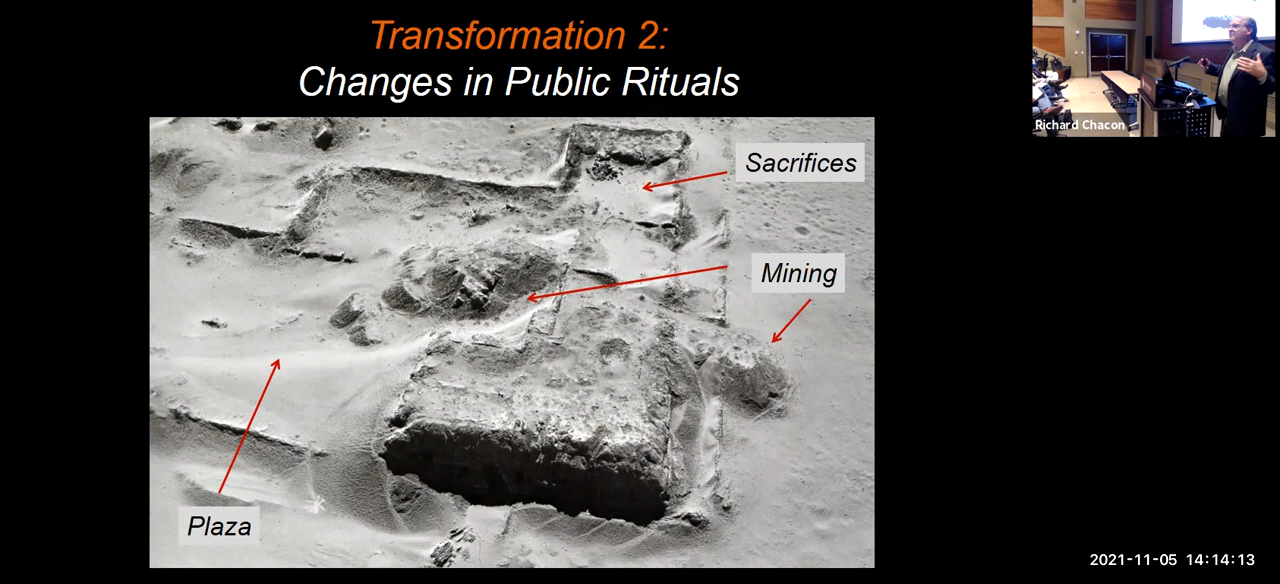 Transformation 2:
Changes in Public Rituals
Sacrifices
Mining
Plaza
Richard Chacon
2021-11-05 14:14:13